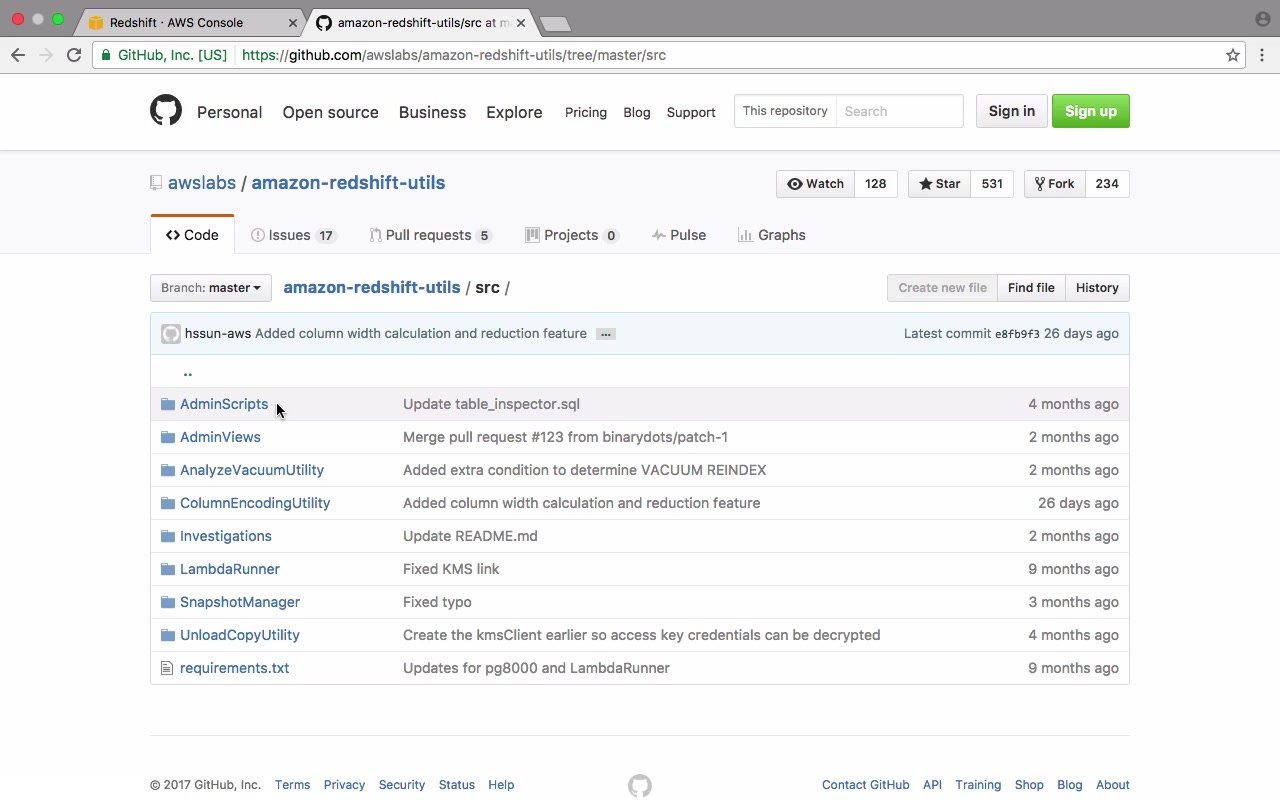 Redshift · AWS Console
amazon-redshift-utils/src at m
GitHub, Inc. [US] https://github.com/awslabs/amazon-redshift-utils/tree/master/src
Personal Open source Business Explore Pricing Blog Support This repository Search Sign in Sign up
awslabs / amazon-redshift-utils Watch 128 Star 531 Fork 234
Code Issues 17 Pull requests 5 Projects 0 Pulse Graphs
Branch: master amazon-redshift-utils / src / Create new file Find file History
hssun-aws Added column width calculation and reduction feature ... Latest commit e8fb9f3 26 days ago
..
AdminScripts Update table_inspector.sql 4 months ago
AdminViews Merge pull request #123 from binarydots/patch-1 2 months ago
AnalyzeVacuumUtility Added extra condition to determine VACUUM REINDEX 2 months ago
ColumnEncodingUtility Added column width calculation and reduction feature 26 days ago
Investigations Update README.md 2 months ago
LambdaRunner Fixed KMS link 9 months ago
SnapshotManager Fixed typo 3 months ago
UnloadCopyUtility Create the kmsClient earlier so access key credentials can be decrypted 4 months ago
requirements.txt Updates for pg8000 and LambdaRunner 9 months ago
© 2017 GitHub, Inc. Terms Privacy Security Status Help Contact GitHub API Training Shop Blog About